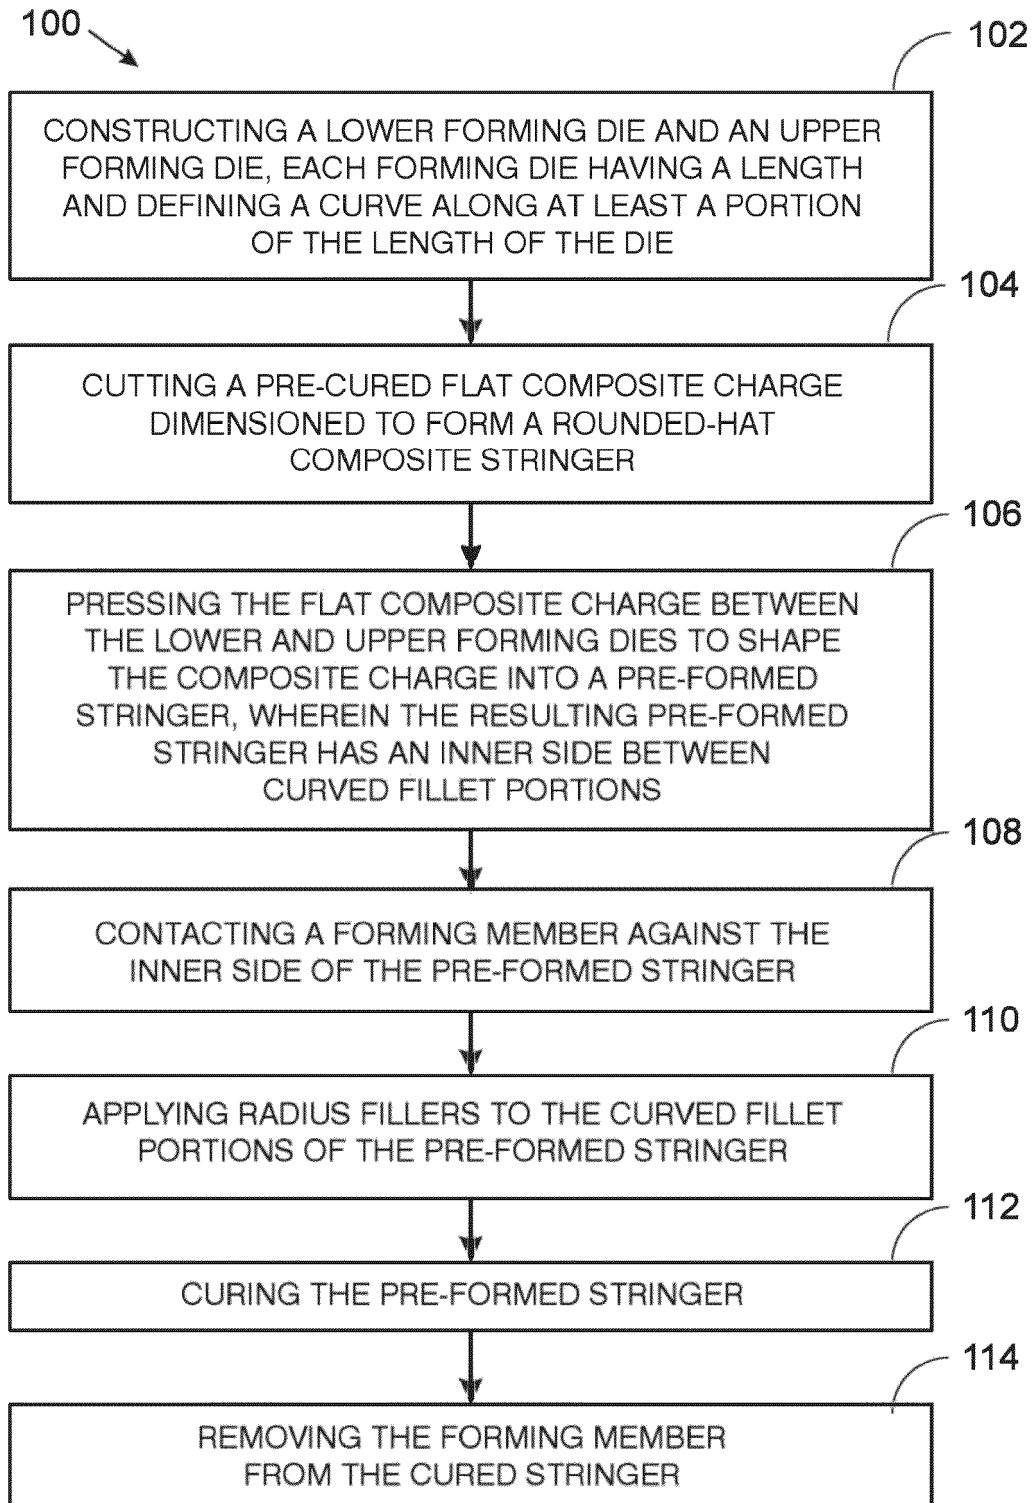 100
102
CONSTRUCTING A LOWER FORMING DIE AND AN UPPER
FORMING DIE, EACH FORMING DIE HAVING A LENGTH
AND DEFINING A CURVE ALONG AT LEAST A PORTION
OF THE LENGTH OF THE DIE
104
CUTTING A PRE-CURED FLAT COMPOSITE CHARGE
DIMENSIONED TO FORM A ROUNDED-HAT
COMPOSITE STRINGER
106
PRESSING THE FLAT COMPOSITE CHARGE BETWEEN
THE LOWER AND UPPER FORMING DIES TO SHAPE
THE COMPOSITE CHARGE INTO A PRE-FORMED
STRINGER, WHEREIN THE RESULTING PRE-FORMED
STRINGER HAS AN INNER SIDE BETWEEN
CURVED FILLET PORTIONS
108
CONTACTING A FORMING MEMBER AGAINST THE
INNER SIDE OF THE PRE-FORMED STRINGER
110
APPLYING RADIUS FILLERS TO THE CURVED FILLET
PORTIONS OF THE PRE-FORMED STRINGER
112
CURING THE PRE-FORMED STRINGER
114
REMOVING THE FORMING MEMBER
FROM THE CURED STRINGER